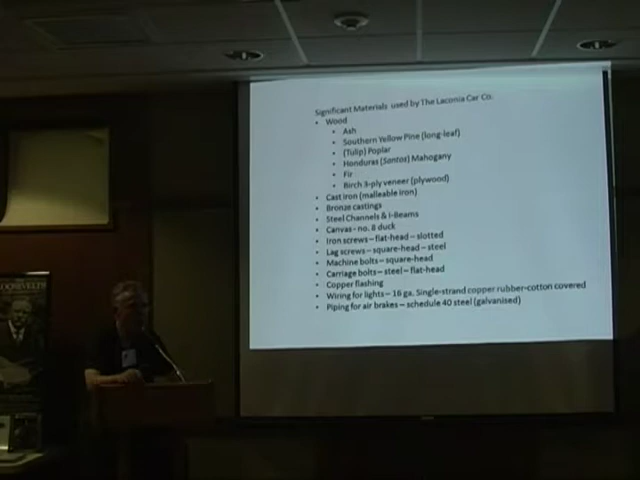 Significant Materials used by The Laconia Car Co.
• Wood
• Ash
• Southern Yellow Pine (long-leaf)
• (Tulip) Poplar
• Honduras (Santos) Mahogany
• Fir
• Birch 3-ply veneer (plywood)
• Cast iron (malleable iron)
• Bronze castings
• Steel Channels & I-Beams
• Canvas - no. 8 duck
• Iron screws – flat-head – slotted
• Lag screws – square-head – steel
• Machine bolts – square-head
• Carriage bolts – steel – flat-head
• Copper flashing
• Wiring for lights – 16 ga. Single-strand copper rubber-cotton covered
• Piping for air brakes – schedule 40 steel (galvanised)
ROOSEVELTS